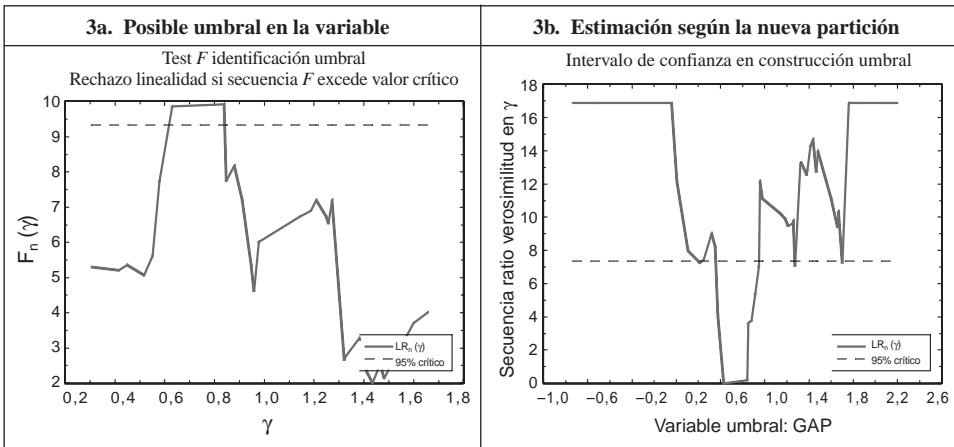 3a. Posible umbral en la variable
Test F identificación umbral
Rechazo linealidad si secuencia F excede valor crítico
10
9
8
7
6
5
4
3
2
Fn (γ)
LRn (γ)
95% crítico
0,2 0,4 0,6 0,8 1,0 1,2 1,4 1,6 1,8
γ
3b. Estimación según la nueva partición
Intervalo de confianza en construcción umbral
18
16
14
12
10
8
6
4
2
0
Secuencia ratio verosimilitud en γ
LRn (γ)
95% crítico
–1,0 –0,6 –0,2 0,2 0,6 1,0 1,4 1,8 2,2 2,6
Variable umbral: GAP